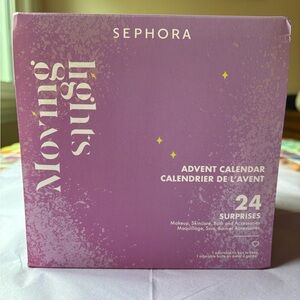 SEPHORA
Moving
lights
ADVENT CALENDAR
CALENDRIER DE L'AVENT
24
SURPRISES
Makeup, Skincare, Bath and Accessories
Maquillage, Soin, Bain et Accessoires